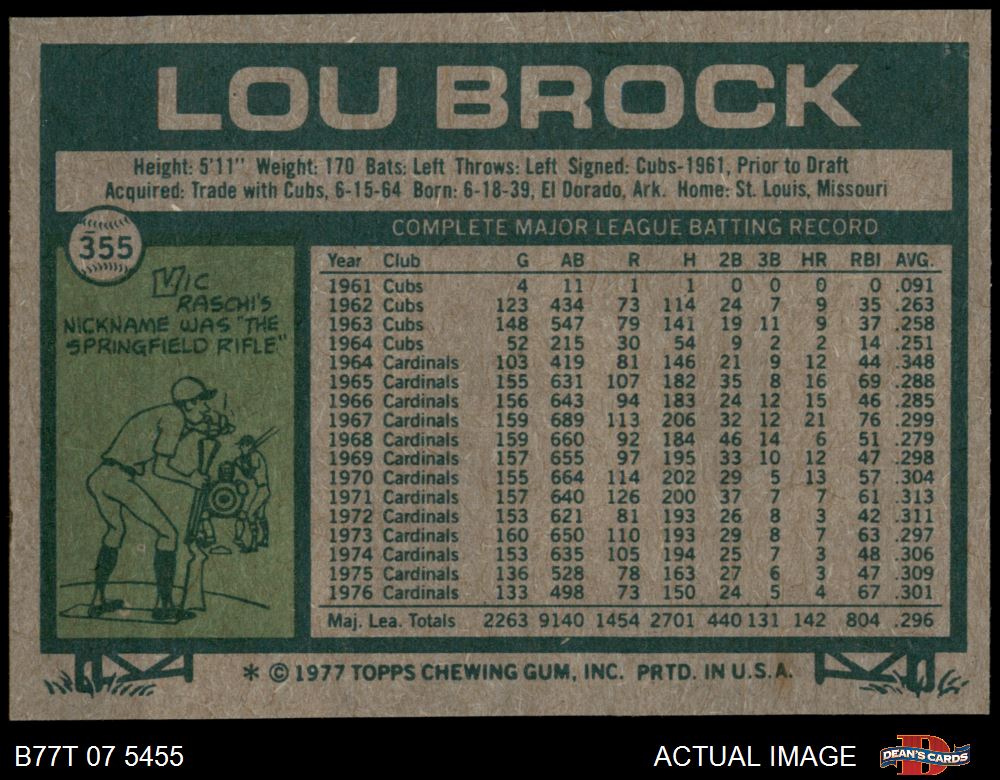 LOU BROCK
Height: 5'11" Weight: 170 Bats: Left Throws: Left Signed: Cubs-1961, Prior to Draft
Acquired: Trade with Cubs, 6-15-64 Born: 6-18-39, El Dorado, Ark. Home: St. Louis, Missouri
355
COMPLETE MAJOR LEAGUE BATTING RECORD
VIC
RASCHI'S
NICKNAME WAS "THE
SPRINGFIELD RIFLE"
Year Club G AB R H 2B 3B HR RBI AVG.
1961 Cubs 4 11 1 1 0 0 0 0 .091
1962 Cubs 123 434 73 114 24 7 9 35 .263
1963 Cubs 148 547 79 141 19 11 9 37 .258
1964 Cubs 52 215 30 54 9 2 2 14 .251
1964 Cardinals 103 419 81 146 21 9 12 44 .348
1965 Cardinals 155 631 107 182 35 8 16 69 .288
1966 Cardinals 156 643 94 183 24 12 15 46 .285
1967 Cardinals 159 689 113 206 32 12 21 76 .299
1968 Cardinals 159 660 92 184 46 14 6 51 .279
1969 Cardinals 157 655 97 195 33 10 12 47 .298
1970 Cardinals 155 664 114 202 29 5 13 57 .304
1971 Cardinals 157 640 126 200 37 7 7 61 .313
1972 Cardinals 153 621 81 193 26 8 3 42 .311
1973 Cardinals 160 650 110 193 29 8 7 63 .297
1974 Cardinals 153 635 105 194 25 7 3 48 .306
1975 Cardinals 136 528 78 163 27 6 3 47 .309
1976 Cardinals 133 498 73 150 24 5 4 67 .301
Maj. Lea. Totals 2263 9140 1454 2701 440 131 142 804 .296
* © 1977 TOPPS CHEWING GUM, INC. PRTD. IN U.S.A.
B77T 07 5455
ACTUAL IMAGE
DEAN'S CARDS